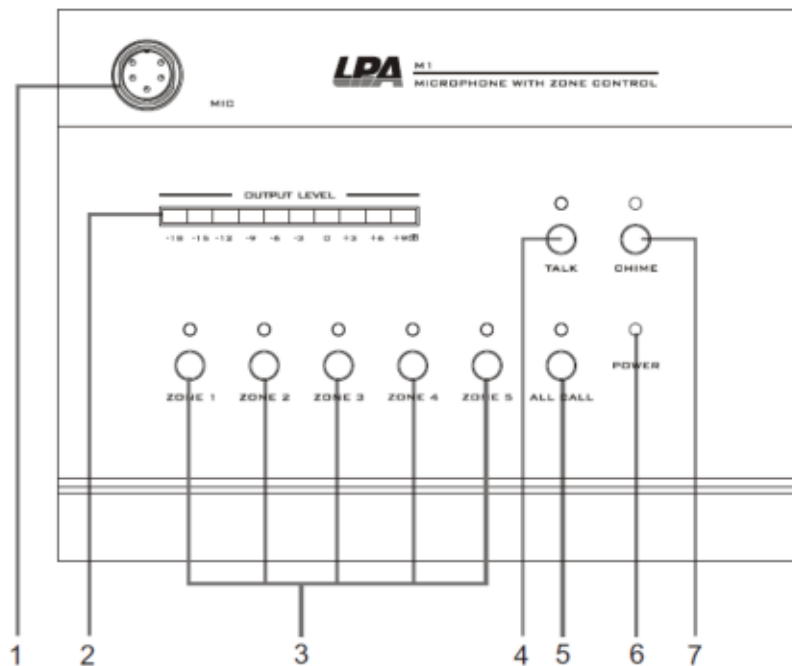 LPA M1
MICROPHONE WITH ZONE CONTROL
MIC
OUTPUT LEVEL
-18 -15 -12 -9 -6 -3 0 +3 +6 +9dB
TALK CHIME
POWER
ZONE 1 ZONE 2 ZONE 3 ZONE 4 ZONE 5 ALL CALL
1 2 3 4 5 6 7